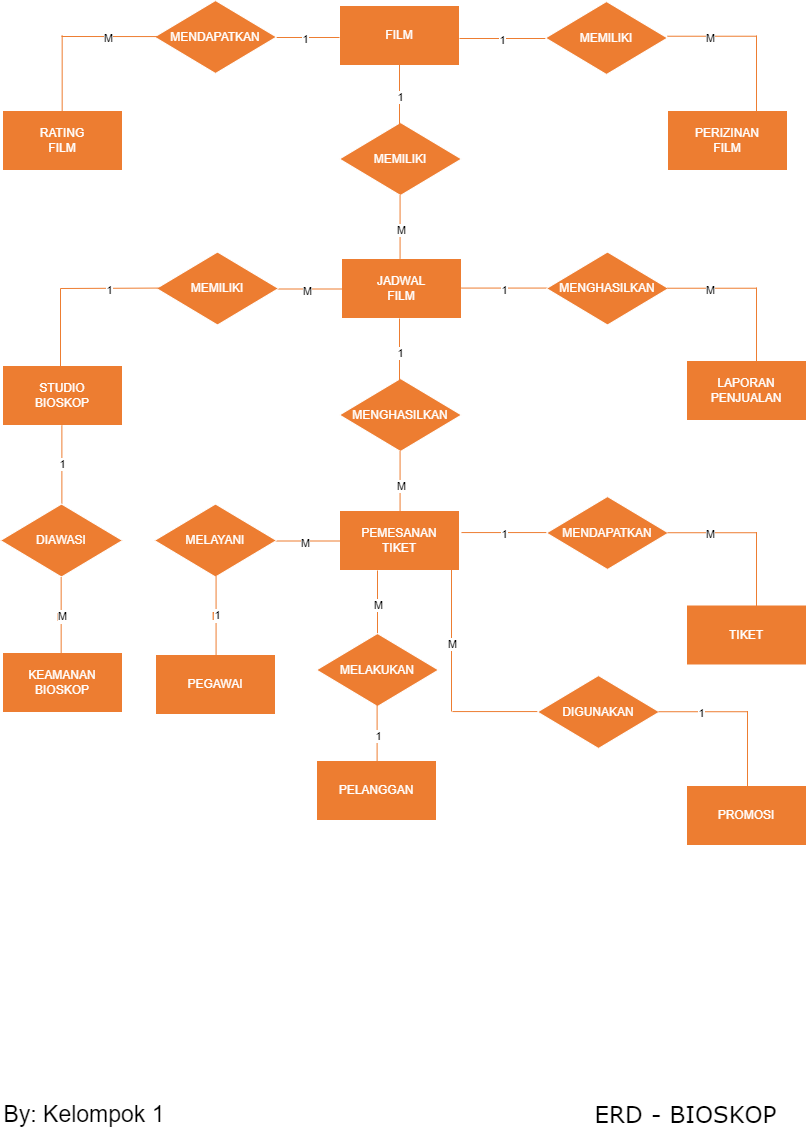 FILM
MENDAPATKAN
MEMILIKI
M
1
1
M
1
RATING
FILM
PERIZINAN
FILM
MEMILIKI
M
JADWAL
FILM
MEMILIKI
MENGHASILKAN
1
M
1
M
1
STUDIO
BIOSKOP
LAPORAN
PENJUALAN
MENGHASILKAN
1
M
PEMESANAN
TIKET
DIAWASI
MELAYANI
M
1
MENDAPATKAN
M
M
1
M
TIKET
M
KEAMANAN
BIOSKOP
PEGAWAI
MELAKUKAN
DIGUNAKAN
1
1
PELANGGAN
PROMOSI
By: Kelompok 1
ERD - BIOSKOP